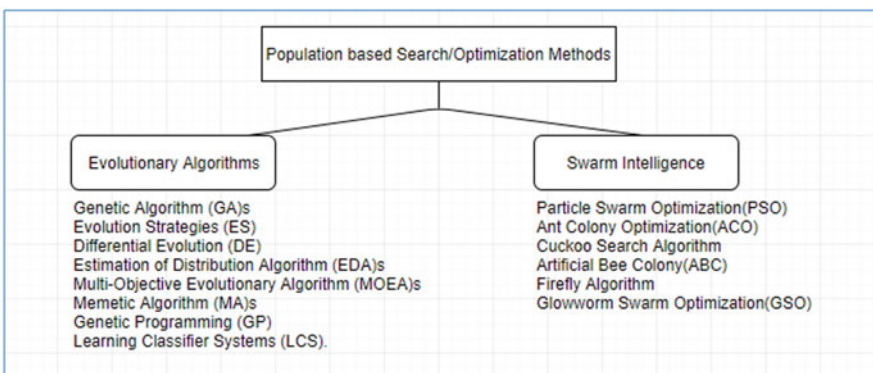 Population based Search/Optimization Methods
Evolutionary Algorithms
Genetic Algorithm (GA)s
Evolution Strategies (ES)
Differential Evolution (DE)
Estimation of Distribution Algorithm (EDA)s
Multi-Objective Evolutionary Algorithm (MOEA)s
Memetic Algorithm (MA)s
Genetic Programming (GP)
Learning Classifier Systems (LCS).
Swarm Intelligence
Particle Swarm Optimization(PSO)
Ant Colony Optimization(ACO)
Cuckoo Search Algorithm
Artificial Bee Colony(ABC)
Firefly Algorithm
Glowworm Swarm Optimization(GSO)